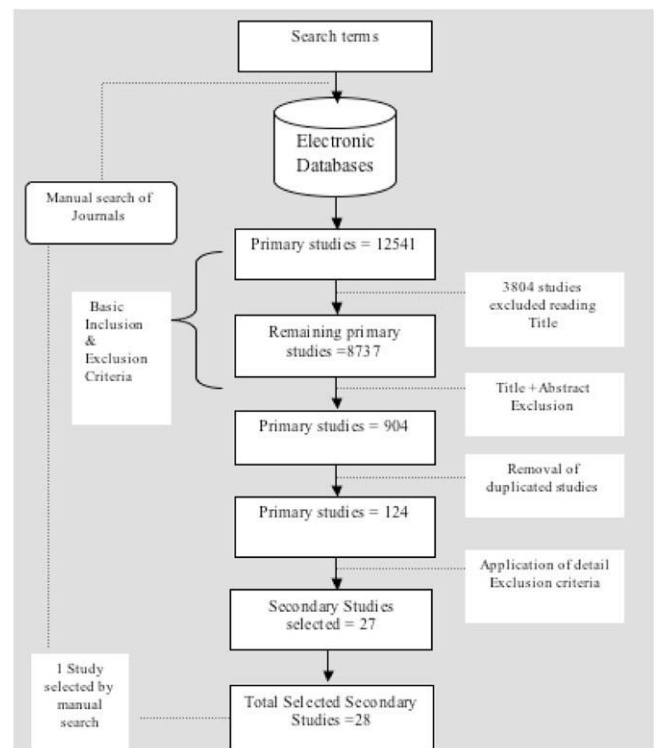 Search terms
Electronic
Databases
Manual search of
Journals
Primary studies = 12541
3804 studies
excluded reading
Title
Basic
Inclusion
&
Exclusion
Criteria
Remaining primary
studies =8737
Title +Abstract
Exclusion
Primary studies = 904
Removal of
duplicated studies
Primary studies = 124
Application of detail
Exclusion criteria
Secondary Studies
selected = 27
1 Study
selected by
manual
search
Total Selected Secondary
Studies =28